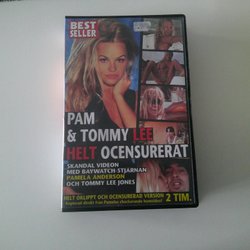 BEST
SELLER
PAM
& TOMMY LEE
HELT OCENSURERAT
SKANDAL VIDEON
MED BAYWATCH-STJÄRNAN
PAMELA ANDERSON
OCH TOMMY LEE JONES
HELT OKLIPPT OCH OCENSURERAD VERSION
2 TIM.